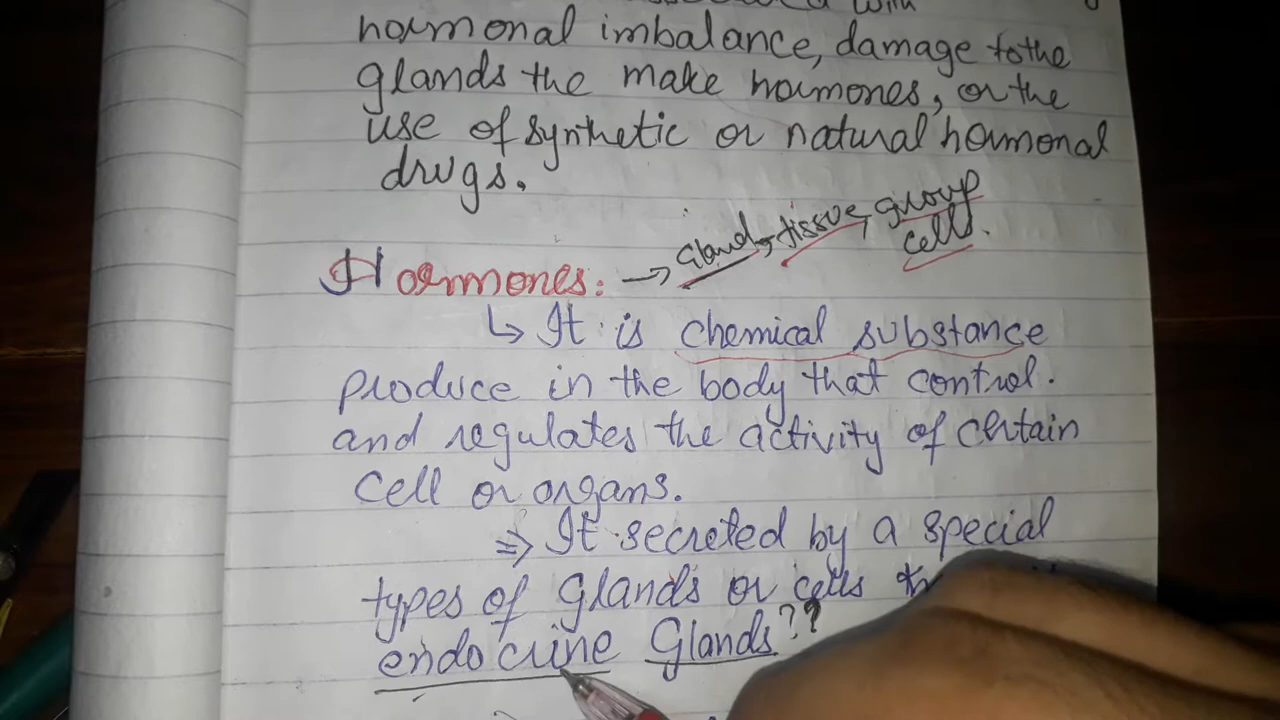 with
hormonal imbalance, damage to the
glands the make hormones, or the
use of synthetic or natural hormonal
drugs.
Hormones: → Gland, tissue, group
cells.
↳ It is chemical substance
produce in the body that control.
and regulates the activity of certain
cell or organs.
⇒ It secreted by a special
types of Glands or cells
endocrine Glands??